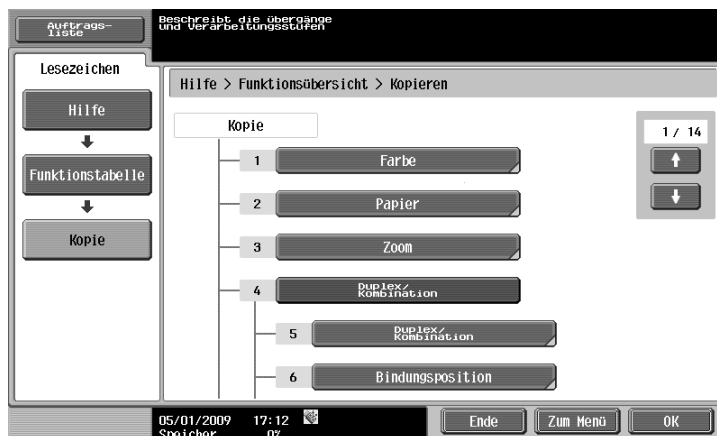 Auftrags-
liste
Beschreibt die übergänge
und Verarbeitungsstufen
Lesezeichen
Hilfe
Funktionstabelle
Kopie
Hilfe > Funktionsübersicht > Kopieren
Kopie
1 / 14
1 Farbe
2 Papier
3 Zoom
4 Duplex/
Kombination
5 Duplex/
Kombination
6 Bindungsposition
05/01/2009 17:12
Speicher 0%
Ende
Zum Menü
OK